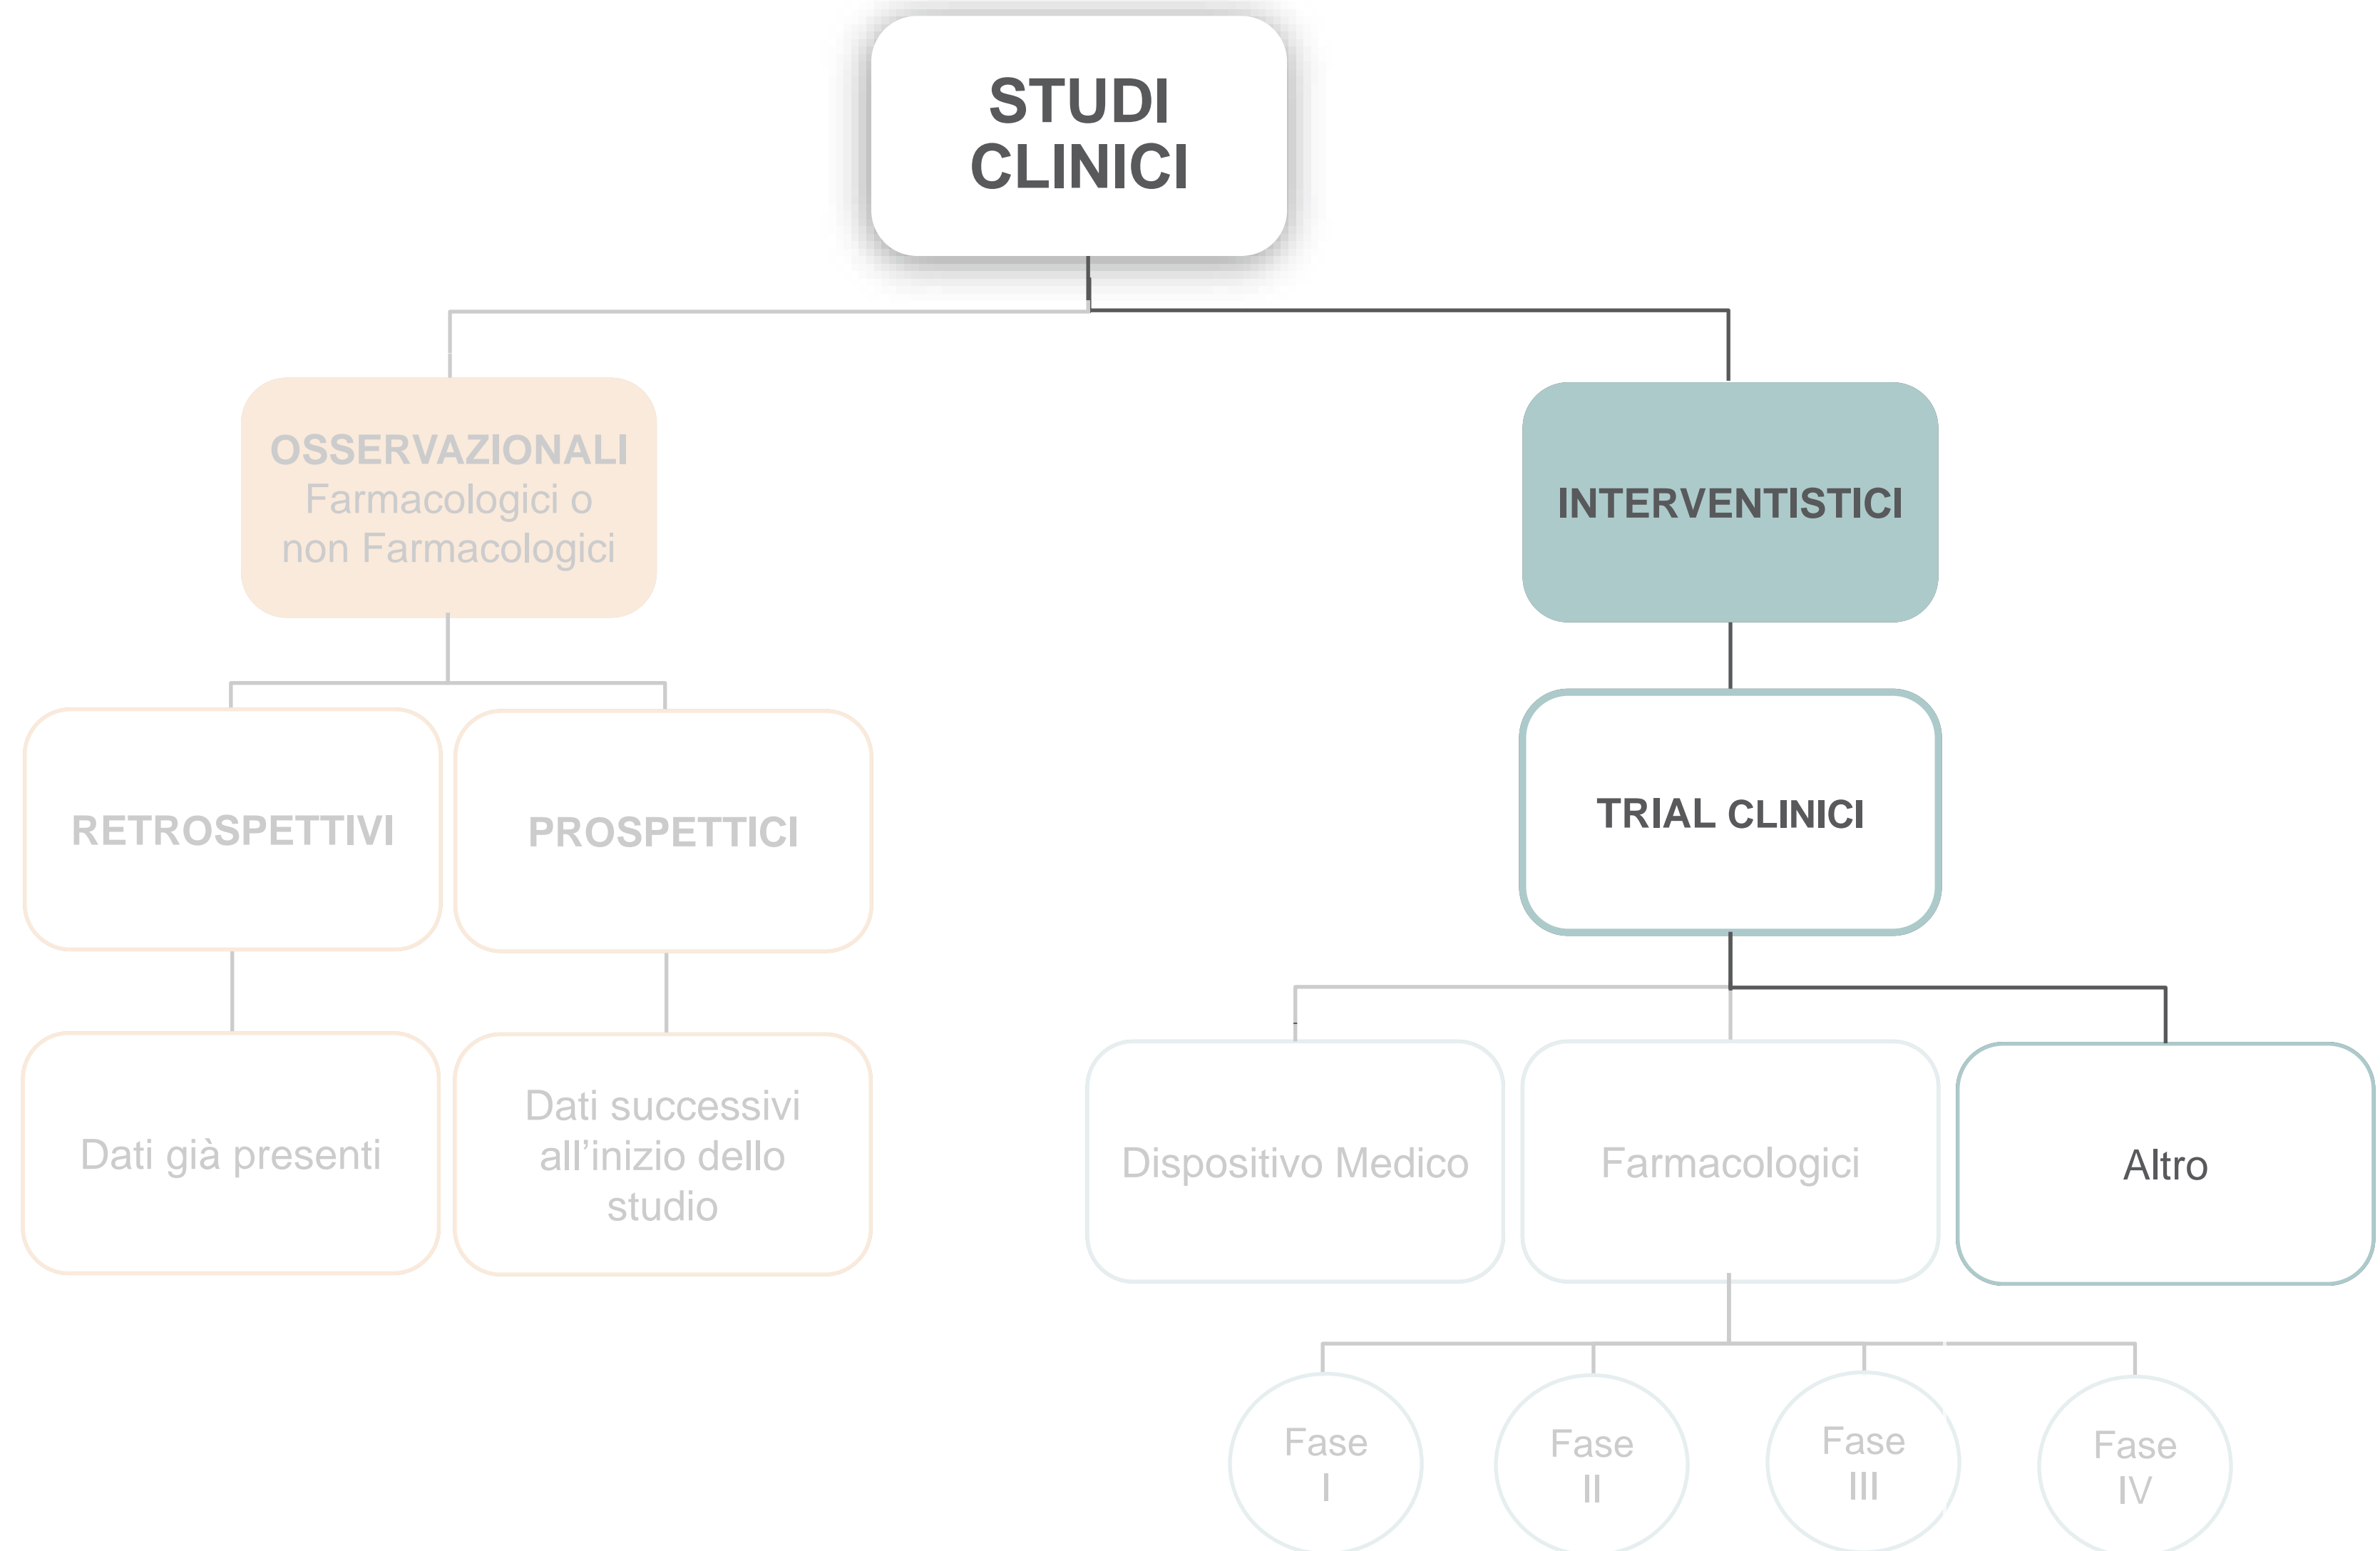 STUDI
CLINICI
OSSERVAZIONALI
Farmacologici o
non Farmacologici
INTERVENTISTICI
RETROSPETTIVI
PROSPETTICI
TRIAL CLINICI
Dati già presenti
Dati successivi
all’inizio dello
studio
Dispositivo Medico
Farmacologici
Altro
Fase
I
Fase
II
Fase
III
Fase
IV